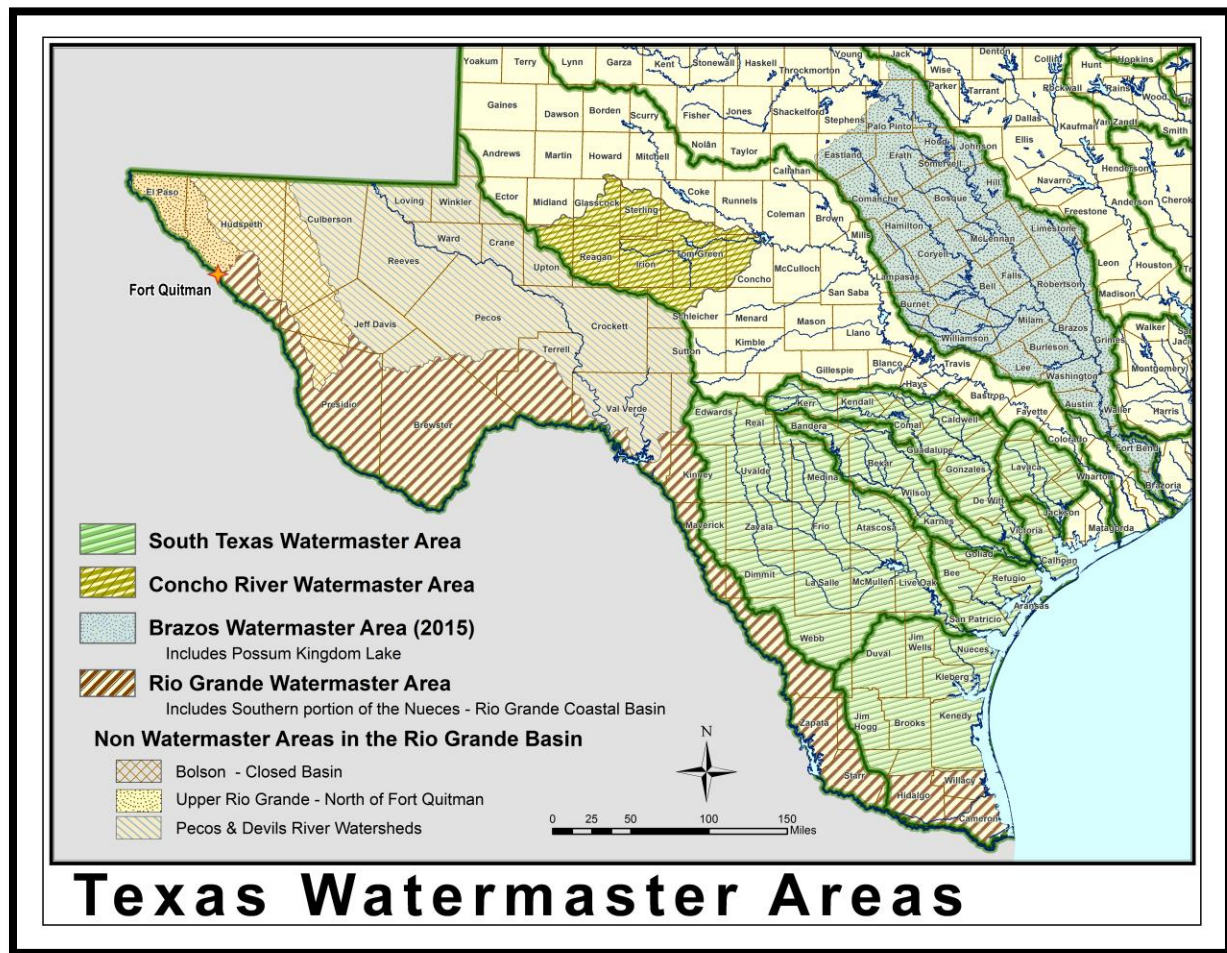 Yoakum Terry Lynn Garza Kent Stonewall Haskell Throckmorton Young Jack Wise Denton Collin Hunt Hopkins
Parker Tarrant Rockwall Rains Wood
Gaines Dawson Borden Scurry Fisher Jones Shackelford Stephens Palo Pinto Dallas Kaufman Van Zandt Smith
Andrews Martin Howard Mitchell Nolan Taylor Callahan Eastland Erath Hood Somervell Johnson Ellis Henderson
El Paso Loving Winkler Ector Midland Glasscock Sterling Coke Runnels Coleman Brown Comanche Bosque Hill Navarro Freestone Anderson Cherok
Hudspeth Culberson Ward Crane Upton Reagan Irion Tom Green Concho McCulloch Mills Hamilton Coryell McLennan Limestone Leon Houston
Reeves Falls Bell Robertson Madison
Fort Quitman
Lampasas Burnet San Saba Milam Brazos Grimes Walker
Jeff Davis Pecos Crockett Schleicher Menard Mason Llano Williamson Burleson Montgomery
Terrell Sutton Kimble Gillespie Blanco Travis Lee Washington
Presidio Brewster Val Verde Edwards Real Kerr Kendall Hays Bastrop Fayette Austin Waller Harris
Bandera Comal Caldwell Colorado Fort Bend
Kinney Uvalde Medina Bexar Guadalupe Gonzales Lavaca Wharton Brazoria
Maverick Zavala Frio Atascosa Wilson Karnes De Witt Victoria Jackson Matagorda
Dimmit La Salle McMullen Live Oak Bee Goliad Refugio Calhoun
Aransas
San Patricio
Webb Duval Jim Wells Nueces
Kleberg
Zapata Jim Hogg Brooks Kenedy
Starr Hidalgo Willacy
Cameron
South Texas Watermaster Area
Concho River Watermaster Area
Brazos Watermaster Area (2015)
Includes Possum Kingdom Lake
Rio Grande Watermaster Area
Includes Southern portion of the Nueces - Rio Grande Coastal Basin
Non Watermaster Areas in the Rio Grande Basin
Bolson - Closed Basin
Upper Rio Grande - North of Fort Quitman
Pecos & Devils River Watersheds
N
0 25 50 100 150
Miles
Texas Watermaster Areas